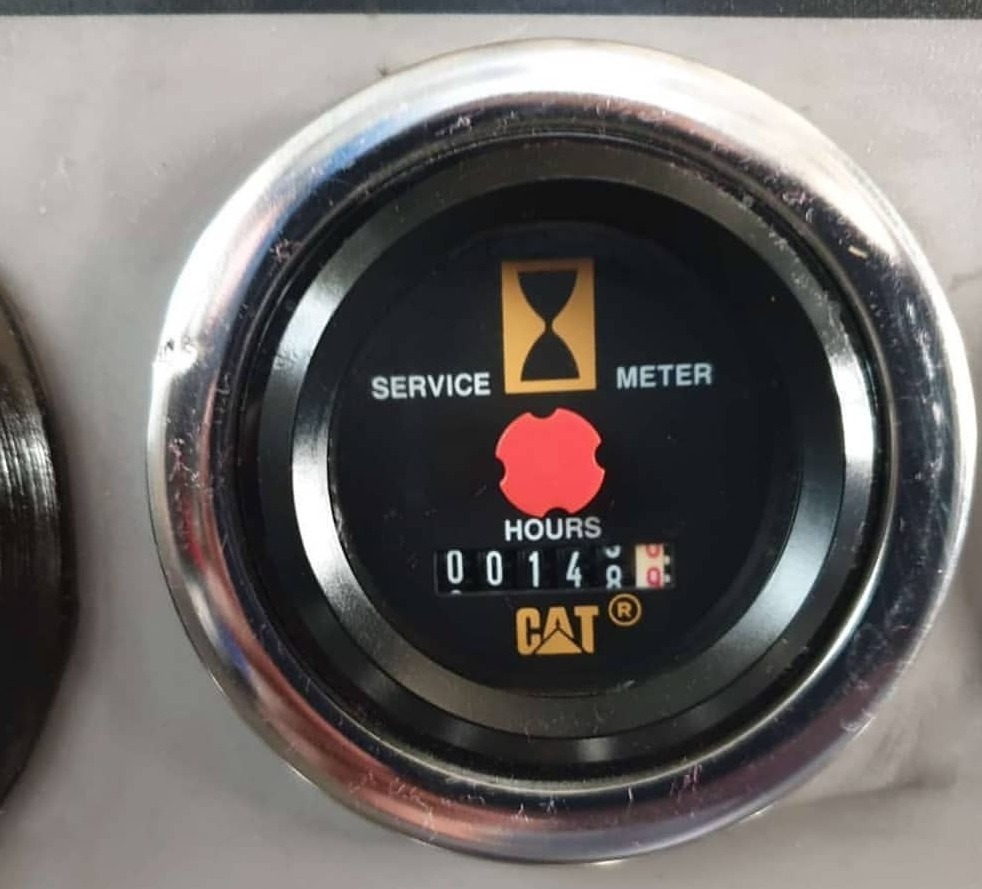 SERVICE METER
HOURS
0014
CAT®